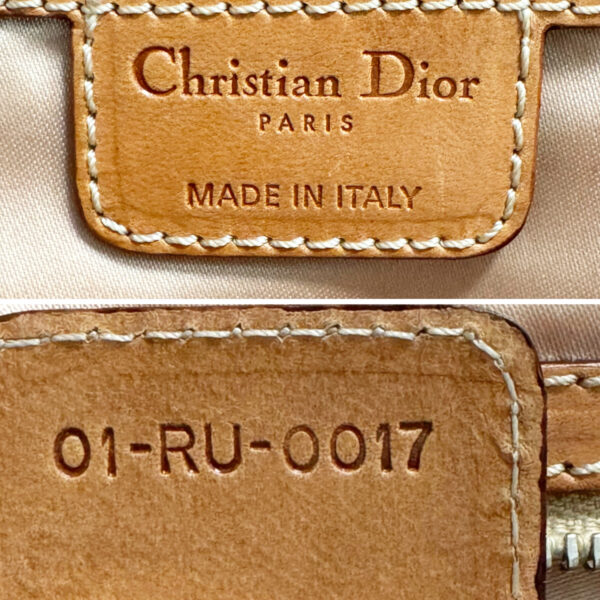 Christian Dior
PARIS
MADE IN ITALY
01-RU-0017